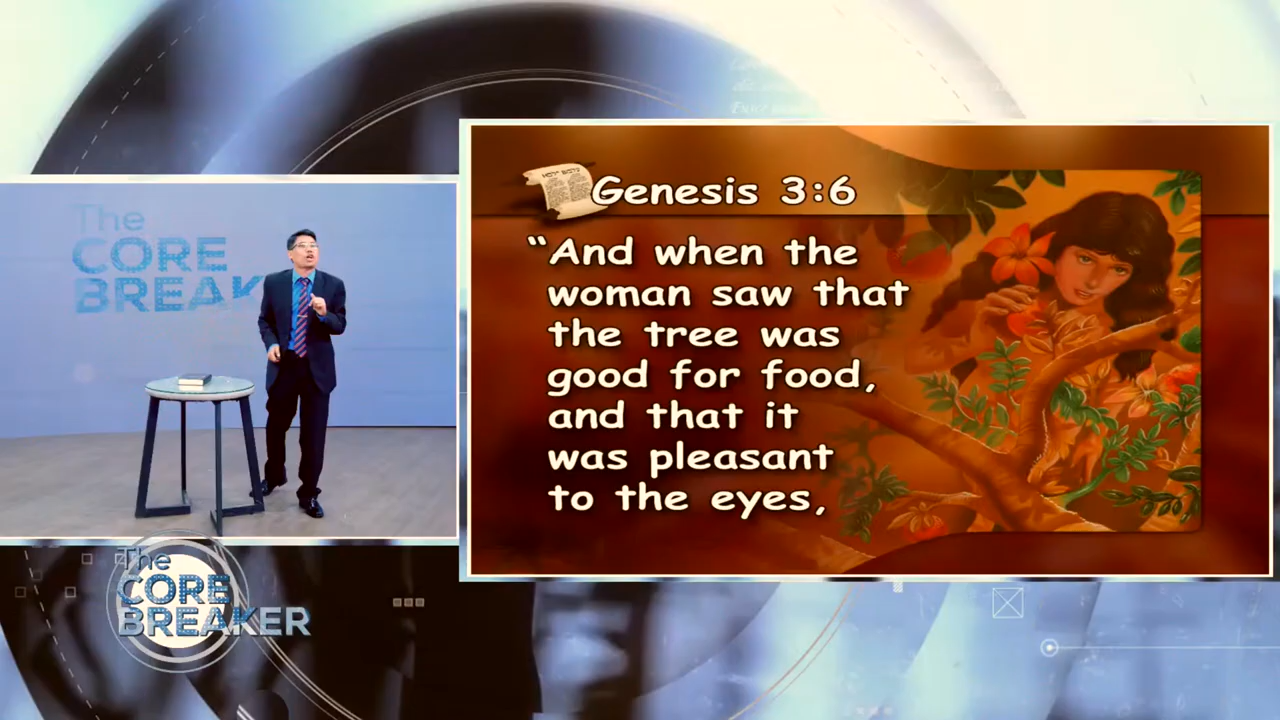 The
CORE
BREAK
Genesis 3:6
“And when the
woman saw that
the tree was
good for food,
and that it
was pleasant
to the eyes,
The
CORE
BREAKER